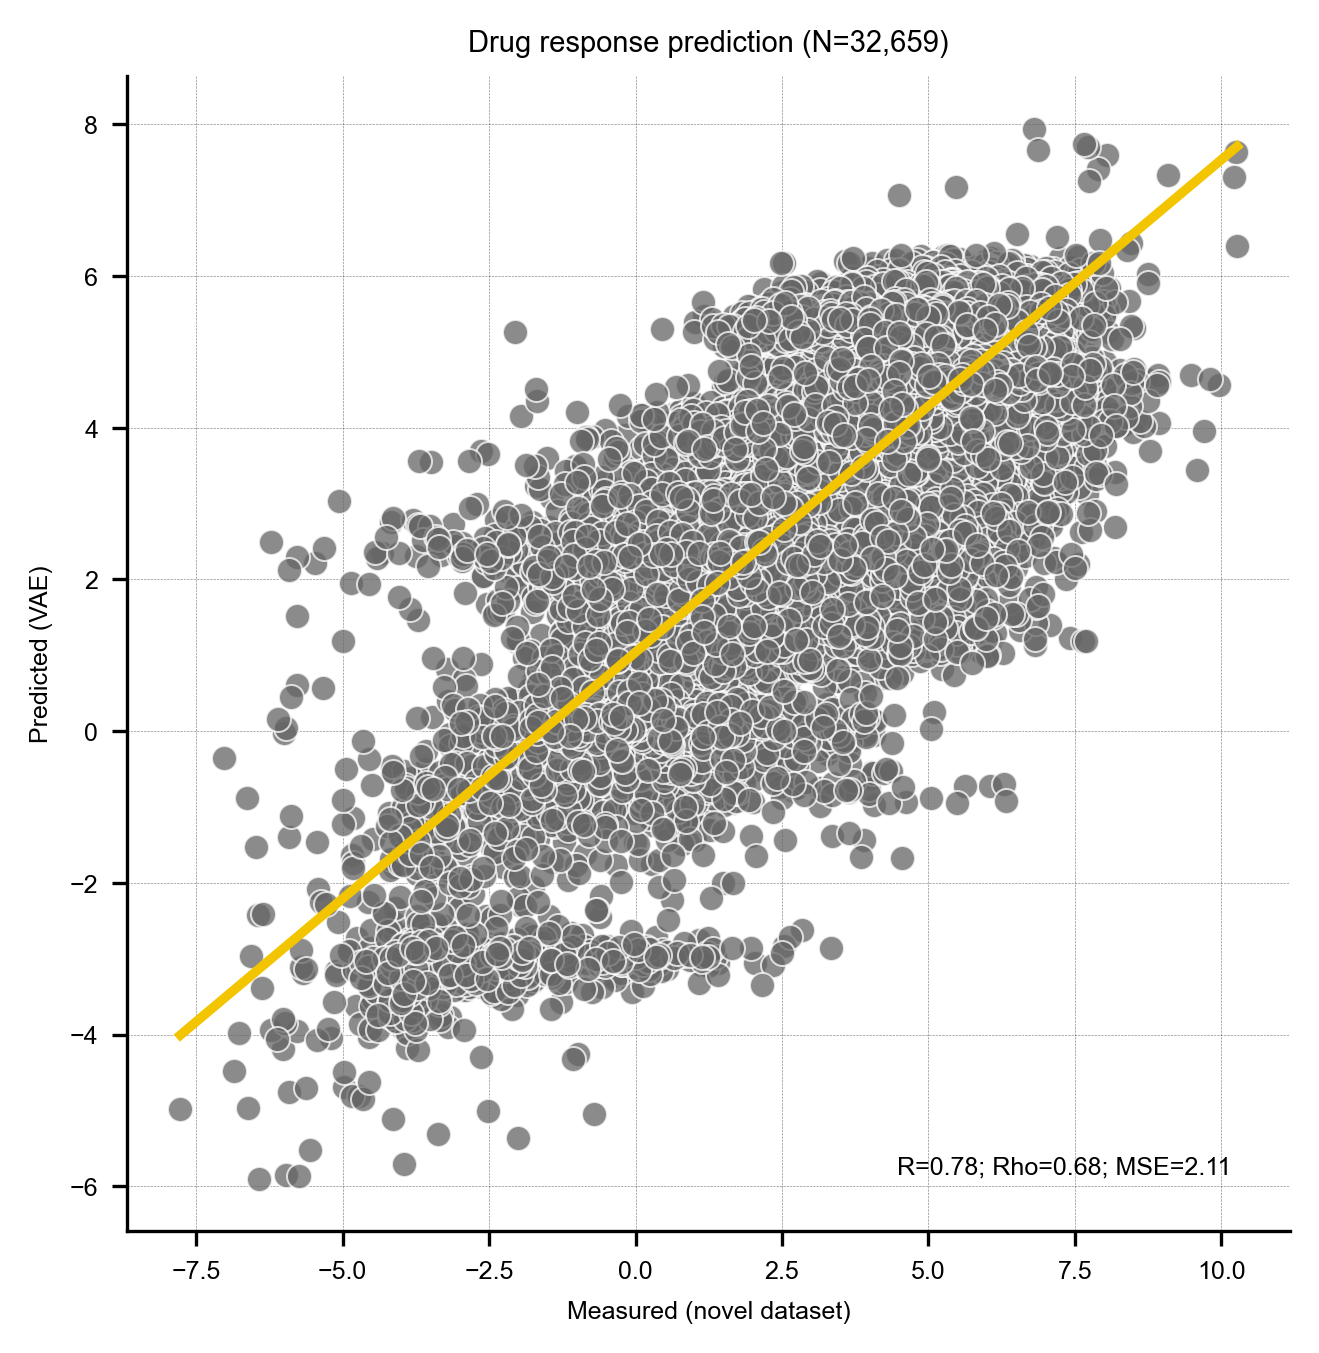 Drug response prediction (N=32,659)
8
6
4
2
0
−2
−4
−6
Predicted (VAE)
R=0.78; Rho=0.68; MSE=2.11
−7.5 −5.0 −2.5 0.0 2.5 5.0 7.5 10.0
Measured (novel dataset)